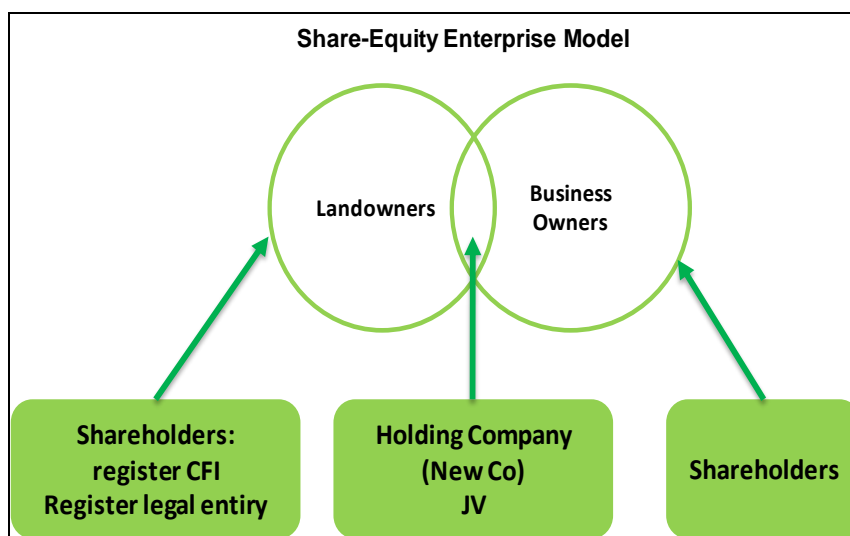 Share-Equity Enterprise Model
Landowners
Business
Owners
Shareholders:
register CFI
Register legal entiry
Holding Company
(New Co)
JV
Shareholders